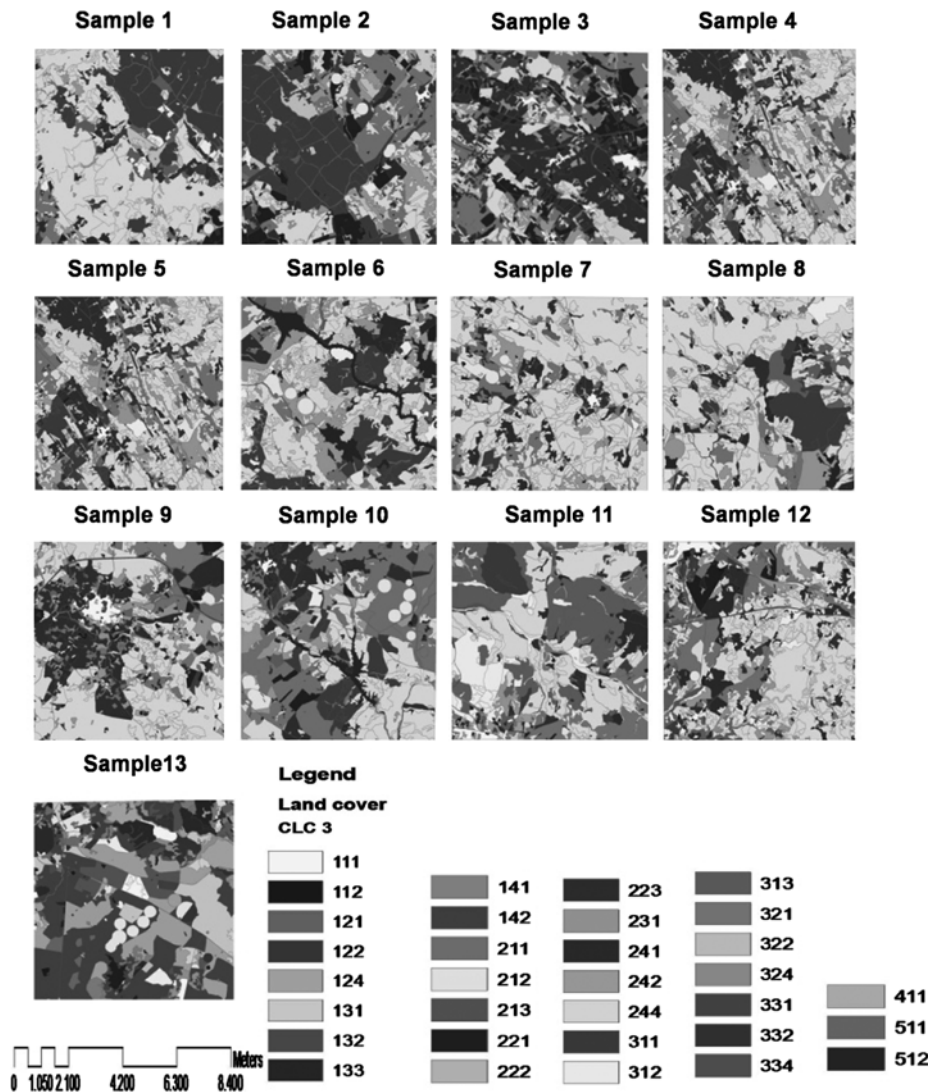 Sample 1
Sample 2
Sample 3
Sample 4
Sample 5
Sample 6
Sample 7
Sample 8
Sample 9
Sample 10
Sample 11
Sample 12
Sample13
Legend
Land cover
CLC 3
111
112
121
122
124
131
132
133
141
142
211
212
213
221
222
223
231
241
242
244
311
312
313
321
322
324
331
332
334
411
511
512
Meters
0 1.050 2.100 4.200 6.300 8.400